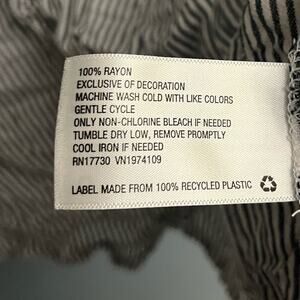 100% RAYON
EXCLUSIVE OF DECORATION
MACHINE WASH COLD WITH LIKE COLORS
GENTLE CYCLE
ONLY NON-CHLORINE BLEACH IF NEEDED
TUMBLE DRY LOW, REMOVE PROMPTLY
COOL IRON IF NEEDED
RN17730 VN1974109
LABEL MADE FROM 100% RECYCLED PLASTIC